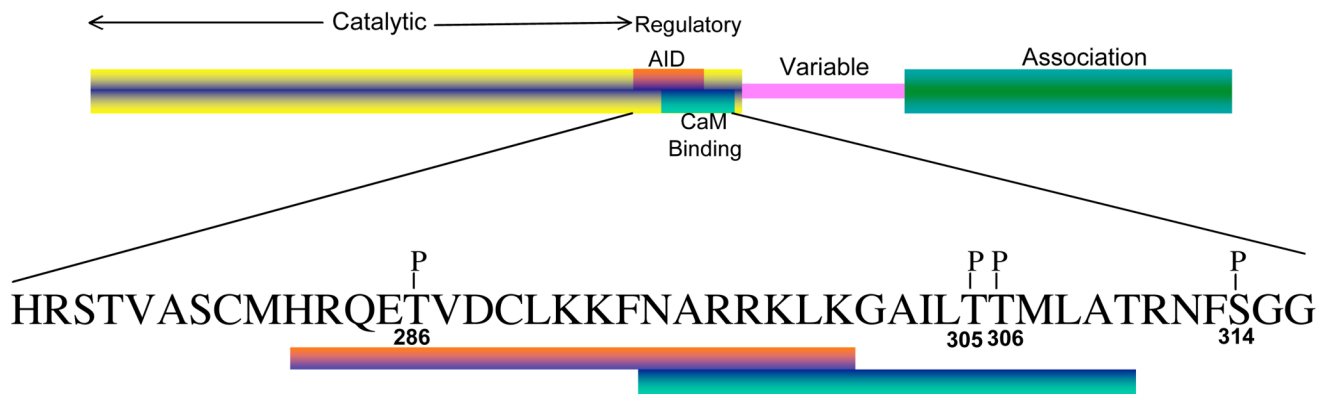 Catalytic
Regulatory
AID
Variable
Association
CaM
Binding
P P P P
HRSTVASCMHRQETVDCLKKFNARRKLKGAILTTMLATRNFSGG
286 305 306 314